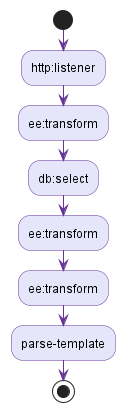 http:listener
ee:transform
db:select
ee:transform
ee:transform
parse-template